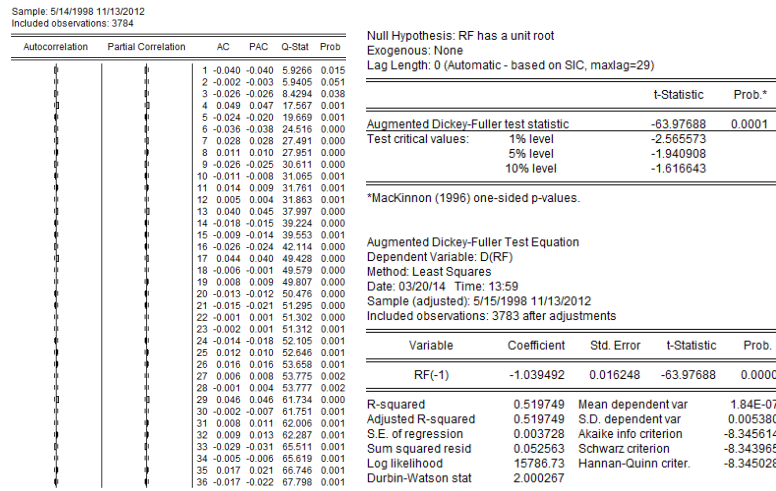 Sample: 5/14/1998 11/13/2012
Included observations: 3784
Autocorrelation Partial Correlation AC PAC Q-Stat Prob
1 -0.040 -0.040 5.9266 0.015
2 -0.002 -0.003 5.9405 0.051
3 -0.026 -0.026 8.4294 0.038
4 0.049 0.047 17.567 0.001
5 -0.024 -0.020 19.669 0.001
6 -0.036 -0.038 24.516 0.000
7 0.028 0.028 27.491 0.000
8 0.011 0.010 27.951 0.000
9 -0.026 -0.025 30.611 0.000
10 -0.011 -0.008 31.065 0.001
11 0.014 0.009 31.761 0.001
12 0.005 0.004 31.863 0.001
13 0.040 0.045 37.997 0.000
14 -0.018 -0.015 39.224 0.000
15 -0.009 -0.014 39.553 0.001
16 -0.026 -0.024 42.114 0.000
17 0.044 0.040 49.428 0.000
18 -0.006 -0.001 49.579 0.000
19 0.008 0.009 49.807 0.000
20 -0.013 -0.012 50.476 0.000
21 -0.015 -0.021 51.295 0.000
22 -0.001 0.001 51.302 0.000
23 -0.002 0.001 51.312 0.001
24 -0.014 -0.018 52.105 0.001
25 0.012 0.010 52.646 0.001
26 0.016 0.016 53.658 0.001
27 0.006 0.008 53.775 0.002
28 -0.001 0.004 53.777 0.002
29 0.046 0.046 61.734 0.000
30 -0.002 -0.007 61.751 0.001
31 0.008 0.011 62.006 0.001
32 0.009 0.013 62.287 0.001
33 -0.029 -0.031 65.511 0.001
34 -0.005 -0.006 65.619 0.001
35 0.017 0.021 66.746 0.001
36 -0.017 -0.022 67.798 0.001
Null Hypothesis: RF has a unit root
Exogenous: None
Lag Length: 0 (Automatic - based on SIC, maxlag=29)
t-Statistic Prob.*
Augmented Dickey-Fuller test statistic -63.97688 0.0001
Test critical values: 1% level -2.565573
5% level -1.940908
10% level -1.616643
*MacKinnon (1996) one-sided p-values.
Augmented Dickey-Fuller Test Equation
Dependent Variable: D(RF)
Method: Least Squares
Date: 03/20/14 Time: 13:59
Sample (adjusted): 5/15/1998 11/13/2012
Included observations: 3783 after adjustments
Variable Coefficient Std. Error t-Statistic Prob.
RF(-1) -1.039492 0.016248 -63.97688 0.0000
R-squared 0.519749 Mean dependent var 1.84E-07
Adjusted R-squared 0.519749 S.D. dependent var 0.005380
S.E. of regression 0.003728 Akaike info criterion -8.345614
Sum squared resid 0.052563 Schwarz criterion -8.343965
Log likelihood 15786.73 Hannan-Quinn criter. -8.345028
Durbin-Watson stat 2.000267